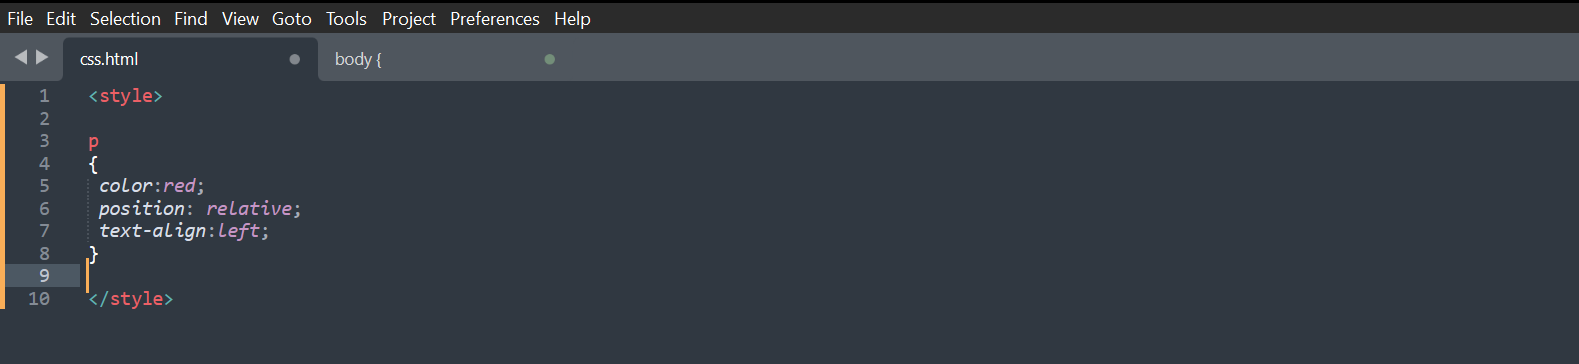 File Edit Selection Find View Goto Tools Project Preferences Help
css.html body {
1 <style>
2
3 p
4 {
5 color:red;
6 position: relative;
7 text-align:left;
8 }
9
10 </style>